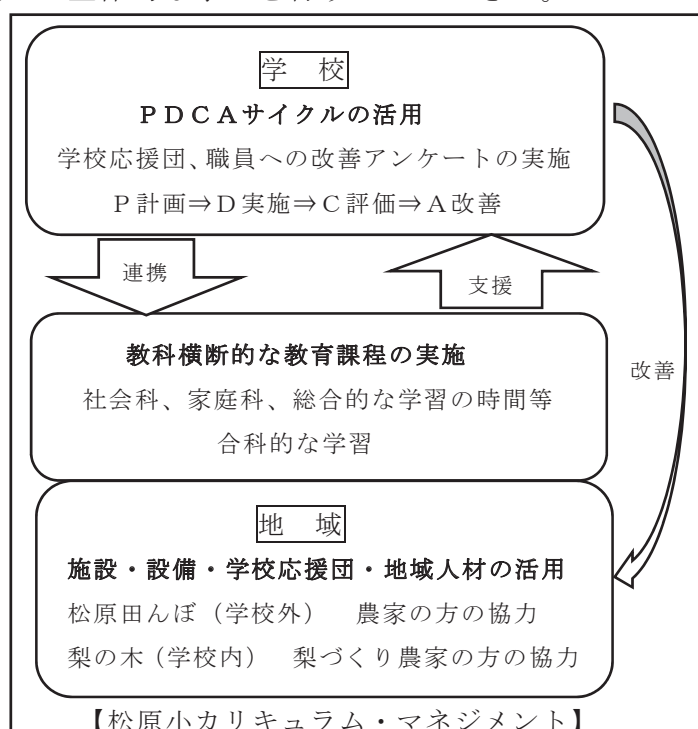 学　校
ＰＤＣＡサイクルの活用
学校応援団、職員への改善アンケートの実施
Ｐ計画⇒Ｄ実施⇒Ｃ評価⇒Ａ改善
連携
支援
教科横断的な教育課程の実施
社会科、家庭科、総合的な学習の時間等
合科的な学習
改善
地　域
施設・設備・学校応援団・地域人材の活用
松原田んぼ（学校外）　農家の方の協力
梨の木（学校内）　梨づくり農家の方の協力
【松原小カリキュラム・マネジメント】